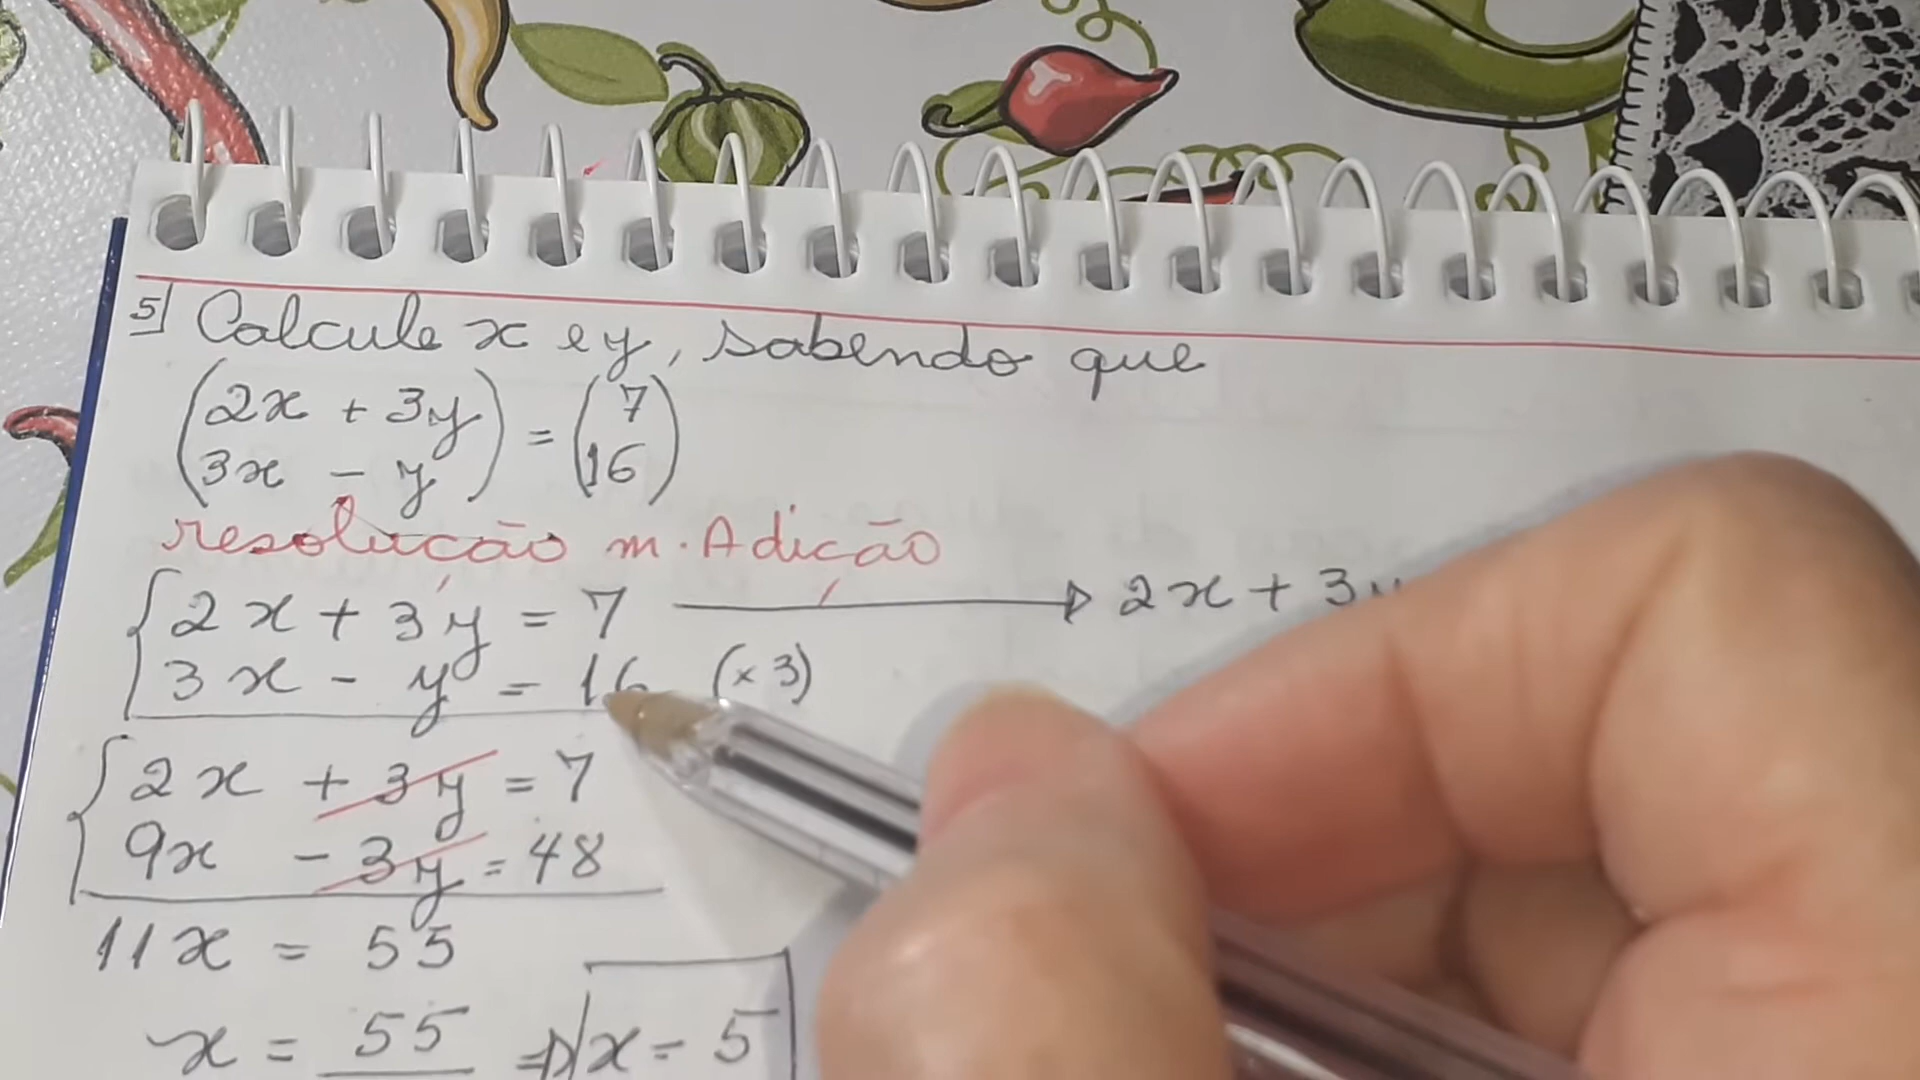 5) Calcule x e y, sabendo que
(2x + 3y) = (7)
(3x - y) (16)
resolução m. Adição
{2x + 3y = 7 → 2x + 3y
3x - y = 16 (x 3)
{2x + 3y = 7
9x - 3y = 48
11x = 55
x = 55 ⇒ x = 5